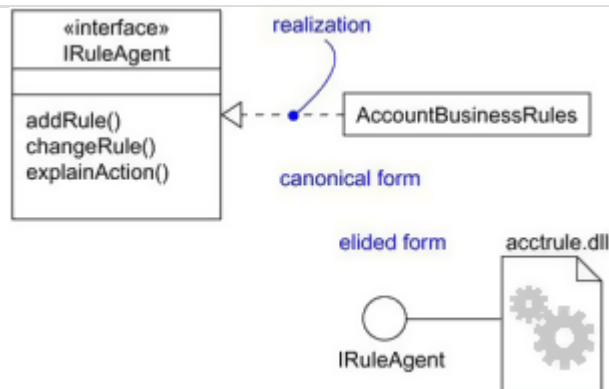 «interface»
IRuleAgent
addRule()
changeRule()
explainAction()
realization
AccountBusinessRules
canonical form
elided form
acctrule.dll
IRuleAgent